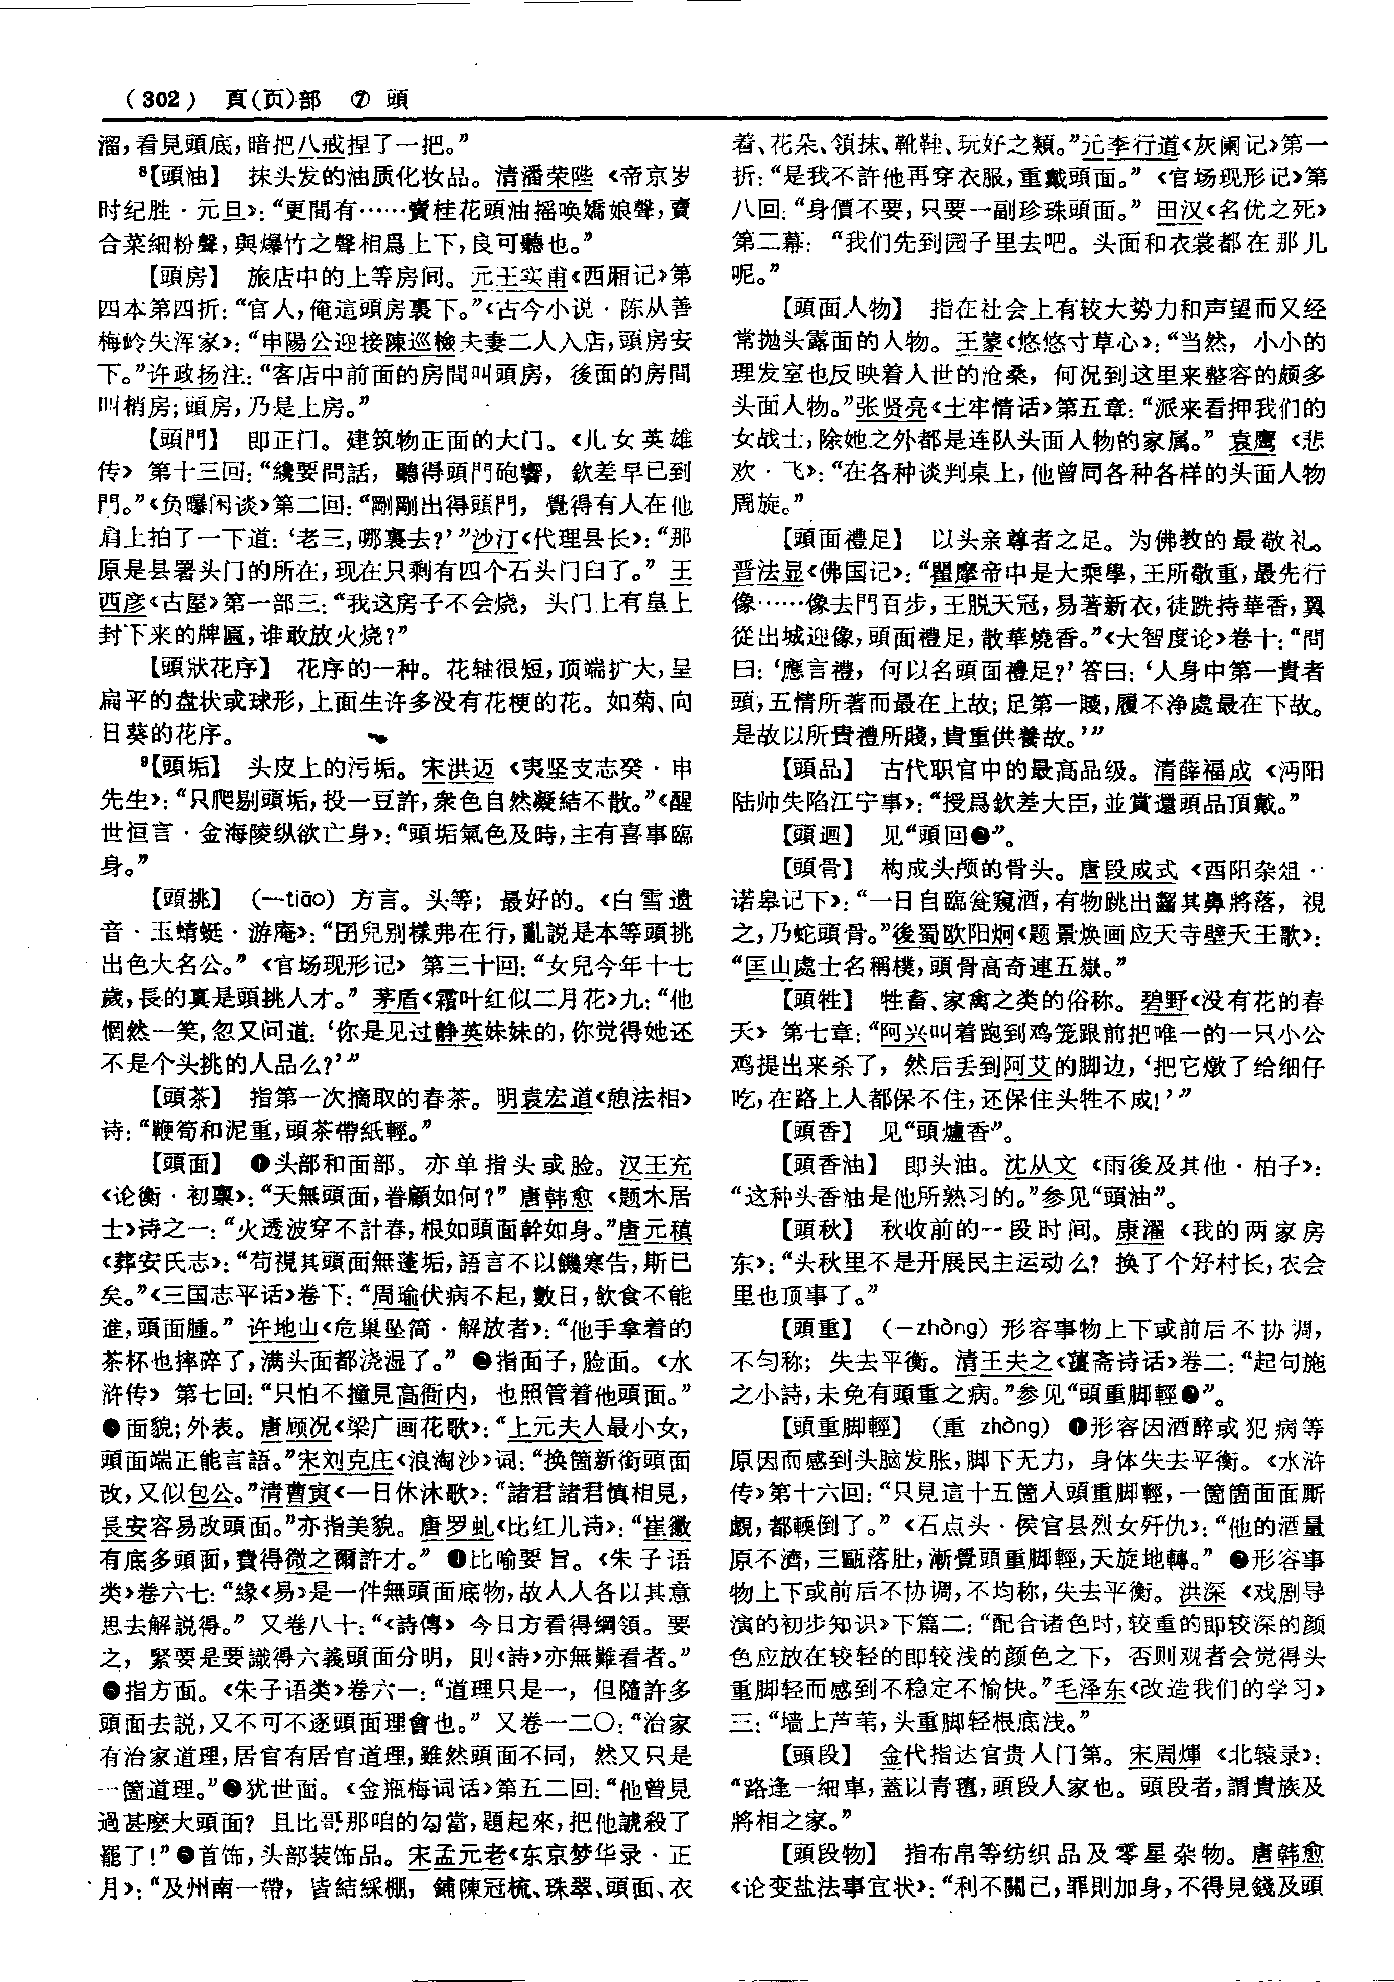 (302) 頁(页)部 ⑦ 頭
溜,看見頭底,暗把八戒捏了一把。”
⁸【頭油】 抹头发的油质化妆品。清潘荣陛《帝京岁
时纪胜·元旦》:“更間有……賣桂花頭油摇唤嬌娘聲,賣
合菜細粉聲,與爆竹之聲相爲上下,良可聽也。”
【頭房】 旅店中的上等房间。元王实甫《西厢记》第
四本第四折:“官人,俺這頭房裏下。”《古今小说·陈从善
梅岭失浑家》:“申陽公迎接陳巡檢夫妻二人入店,頭房安
下。”许政扬注:“客店中前面的房間叫頭房,後面的房間
叫梢房;頭房,乃是上房。”
【頭門】 即正门。建筑物正面的大门。《儿女英雄
传》第十三回:“纔要問話,聽得頭門砲響,欽差早已到
門。”《负曝闲谈》第二回:“剛剛出得頭門,覺得有人在他
肩上拍了一下道:‘老三,哪裏去?’”沙汀《代理县长》:“那
原是县署头门的所在,现在只剩有四个石头门臼了。”王
西彦《古屋》第一部三:“我这房子不会烧,头门上有皇上
封下来的牌匾,谁敢放火烧?”
【頭狀花序】 花序的一种。花轴很短,顶端扩大,呈
扁平的盘状或球形,上面生许多没有花梗的花。如菊、向
日葵的花序。
⁹【頭垢】 头皮上的污垢。宋洪迈《夷坚支志癸·申
先生》:“只爬剔頭垢,投一豆許,衆色自然凝結不散。”《醒
世恒言·金海陵纵欲亡身》:“頭垢氣色及時,主有喜事臨
身。”
【頭挑】 (—tiāo)方言。头等;最好的。《白雪遗
音·玉蜻蜓·游庵》:“囝兒别樣弗在行,亂説是本等頭挑
出色大名公。”《官场现形记》第三十回:“女兒今年十七
歲,長的真是頭挑人才。”茅盾《霜叶红似二月花》九:“他
惘然一笑,忽又问道:‘你是见过静英妹妹的,你觉得她还
不是个头挑的人品么?’”
【頭茶】 指第一次摘取的春茶。明袁宏道《憩法相》
诗:“鞭筍和泥重,頭茶帶紙輕。”
【頭面】 ❶头部和面部。亦单指头或脸。汉王充
《论衡·初禀》:“天無頭面,眷顧如何?”唐韩愈《题木居
士》诗之一:“火透波穿不計春,根如頭面幹如身。”唐元稹
《葬安氏志》:“苟視其頭面無蓬垢,語言不以饑寒告,斯已
矣。”《三国志平话》卷下:“周瑜伏病不起,數日,飲食不能
進,頭面腫。”许地山《危巢坠简·解放者》:“他手拿着的
茶杯也摔碎了,满头面都浇湿了。”❷指面子,脸面。《水
浒传》第七回:“只怕不撞見高衙内,也照管着他頭面。”
❸面貌;外表。唐顾况《梁广画花歌》:“上元夫人最小女,
頭面端正能言語。”宋刘克庄《浪淘沙》词:“换箇新銜頭面
改,又似包公。”清曹寅《一日休沐歌》:“諸君諸君慎相見,
長安容易改頭面。”亦指美貌。唐罗虬《比红儿诗》:“崔徽
有底多頭面,費得微之爾許才。”❹比喻要旨。《朱子语
类》卷六七:“緣《易》是一件無頭面底物,故人人各以其意
思去解説得。”又卷八十:“《詩傳》今日方看得綱領。要
之,緊要是要識得六義頭面分明,則《詩》亦無難看者。”
❺指方面。《朱子语类》卷六一:“道理只是一,但隨許多
頭面去説,又不可不逐頭面理會也。”又卷一二〇:“治家
有治家道理,居官有居官道理,雖然頭面不同,然又只是
一箇道理。”❻犹世面。《金瓶梅词话》第五二回:“他曾見
過甚麽大頭面?且比哥那咱的勾當,題起來,把他諕殺了
罷了!”❼首饰,头部装饰品。宋孟元老《东京梦华录·正
月》:“及州南一帶,皆結綵棚,鋪陳冠梳、珠翠、頭面、衣
着、花朵、領抹、靴鞋、玩好之類。”元李行道《灰阑记》第一
折:“是我不許他再穿衣服,重戴頭面。”《官场现形记》第
八回:“身價不要,只要一副珍珠頭面。”田汉《名优之死》
第二幕:“我们先到园子里去吧。头面和衣裳都在那儿
呢。”
【頭面人物】 指在社会上有较大势力和声望而又经
常抛头露面的人物。王蒙《悠悠寸草心》:“当然,小小的
理发室也反映着人世的沧桑,何况到这里来整容的颇多
头面人物。”张贤亮《土牢情话》第五章:“派来看押我们的
女战士,除她之外都是连队头面人物的家属。”袁鹰《悲
欢·飞》:“在各种谈判桌上,他曾同各种各样的头面人物
周旋。”
【頭面禮足】 以头亲尊者之足。为佛教的最敬礼。
晋法显《佛国记》:“瞿摩帝中是大乘學,王所敬重,最先行
像……像去門百步,王脱天冠,易著新衣,徒跣持華香,翼
從出城迎像,頭面禮足,散華燒香。”《大智度论》卷十:“問
曰:‘應言禮,何以名頭面禮足?’答曰:‘人身中第一貴者
頭,五情所著而最在上故;足第一賤,履不净處最在下故。
是故以所貴禮所賤,貴重供養故。’”
【頭品】 古代职官中的最高品级。清薛福成《沔阳
陆帅失陷江宁事》:“授爲欽差大臣,並賞還頭品頂戴。”
【頭迴】 见“頭回❷”。
【頭骨】 构成头颅的骨头。唐段成式《酉阳杂俎·
诺皋记下》:“一日自臨瓮窺酒,有物跳出齧其鼻將落,視
之,乃蛇頭骨。”後蜀欧阳炯《题景焕画应天寺壁天王歌》:
“匡山處士名稱樸,頭骨高奇連五嶽。”
【頭牲】 牲畜、家禽之类的俗称。碧野《没有花的春
天》第七章:“阿兴叫着跑到鸡笼跟前把唯一的一只小公
鸡提出来杀了,然后丢到阿艾的脚边,‘把它燉了给细仔
吃,在路上人都保不住,还保住头牲不成!’”
【頭香】 见“頭爐香”。
【頭香油】 即头油。沈从文《雨後及其他·柏子》:
“这种头香油是他所熟习的。”参见“頭油”。
【頭秋】 秋收前的一段时间。康濯《我的两家房
东》:“头秋里不是开展民主运动么?换了个好村长,农会
里也顶事了。”
【頭重】 (—zhòng)形容事物上下或前后不协调,
不匀称;失去平衡。清王夫之《薑斋诗话》卷二:“起句施
之小詩,未免有頭重之病。”参见“頭重脚輕❷”。
【頭重脚輕】 (重 zhòng)❶形容因酒醉或犯病等
原因而感到头脑发胀,脚下无力,身体失去平衡。《水浒
传》第十六回:“只見這十五箇人頭重脚輕,一箇箇面面厮
覷,都軟倒了。”《石点头·侯官县烈女歼仇》:“他的酒量
原不濟,三甌落肚,漸覺頭重脚輕,天旋地轉。”❷形容事
物上下或前后不协调,不均称,失去平衡。洪深《戏剧导
演的初步知识》下篇二:“配合诸色时,较重的即较深的颜
色应放在较轻的即较浅的颜色之下,否则观者会觉得头
重脚轻而感到不稳定不愉快。”毛泽东《改造我们的学习》
三:“墙上芦苇,头重脚轻根底浅。”
【頭段】 金代指达官贵人门第。宋周煇《北辕录》:
“路逢一細車,蓋以青氊,頭段人家也。頭段者,謂貴族及
將相之家。”
【頭段物】 指布帛等纺织品及零星杂物。唐韩愈
《论变盐法事宜状》:“利不關己,罪則加身,不得見錢及頭